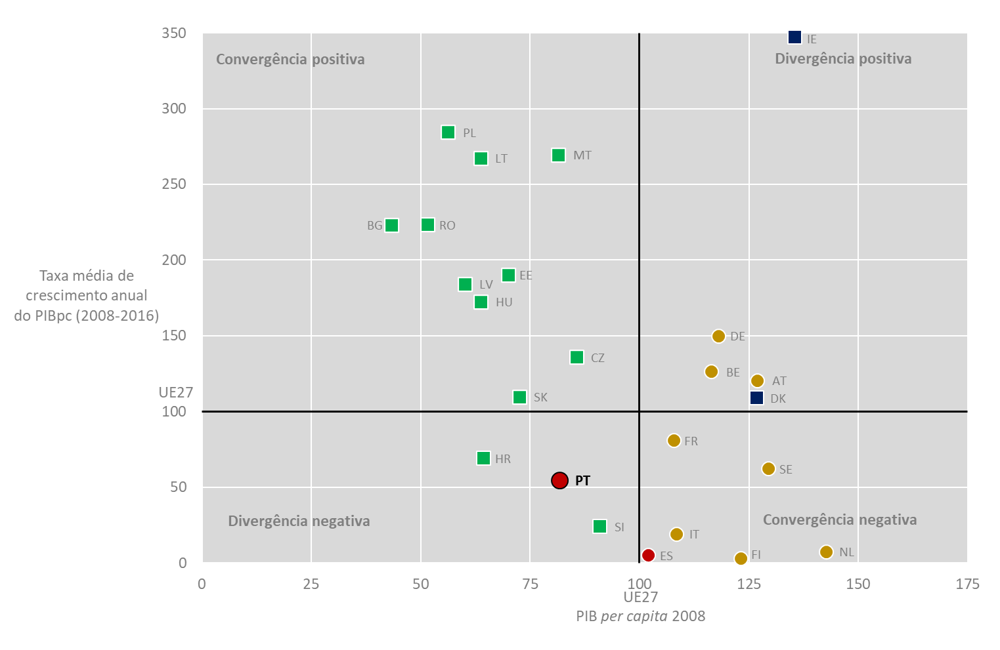 350
IE
Convergência positiva
Divergência positiva
300
PL
LT
MT
250
BG
RO
200
Taxa média de
crescimento anual
do PIBpc (2008-2016)
EE
LV
HU
150
DE
CZ
BE
AT
UE27
SK
DK
100
FR
HR
SE
PT
50
Divergência negativa
Convergência negativa
SI
IT
ES
FI
NL
0
0
25
50
75
100
125
150
175
UE27
PIB per capita 2008